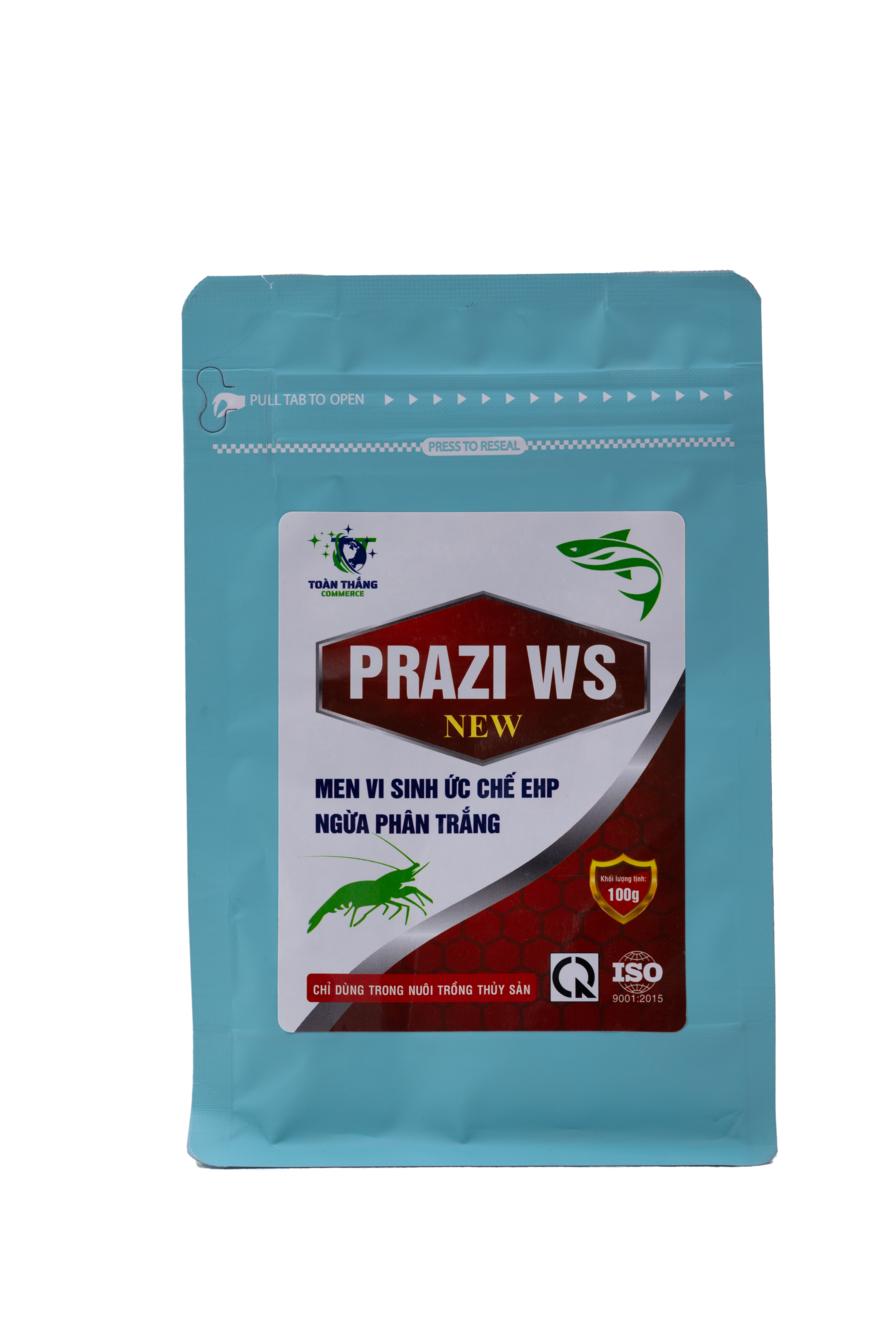 PULL TAB TO OPEN
PRESS TO RESEAL
TOÀN THẮNG
COMMERCE
PRAZI WS
NEW
MEN VI SINH ỨC CHẾ EHP
NGỪA PHÂN TRẮNG
Khối lượng tịnh:
100g
CHỈ DÙNG TRONG NUÔI TRỒNG THỦY SẢN
ISO
9001:2015